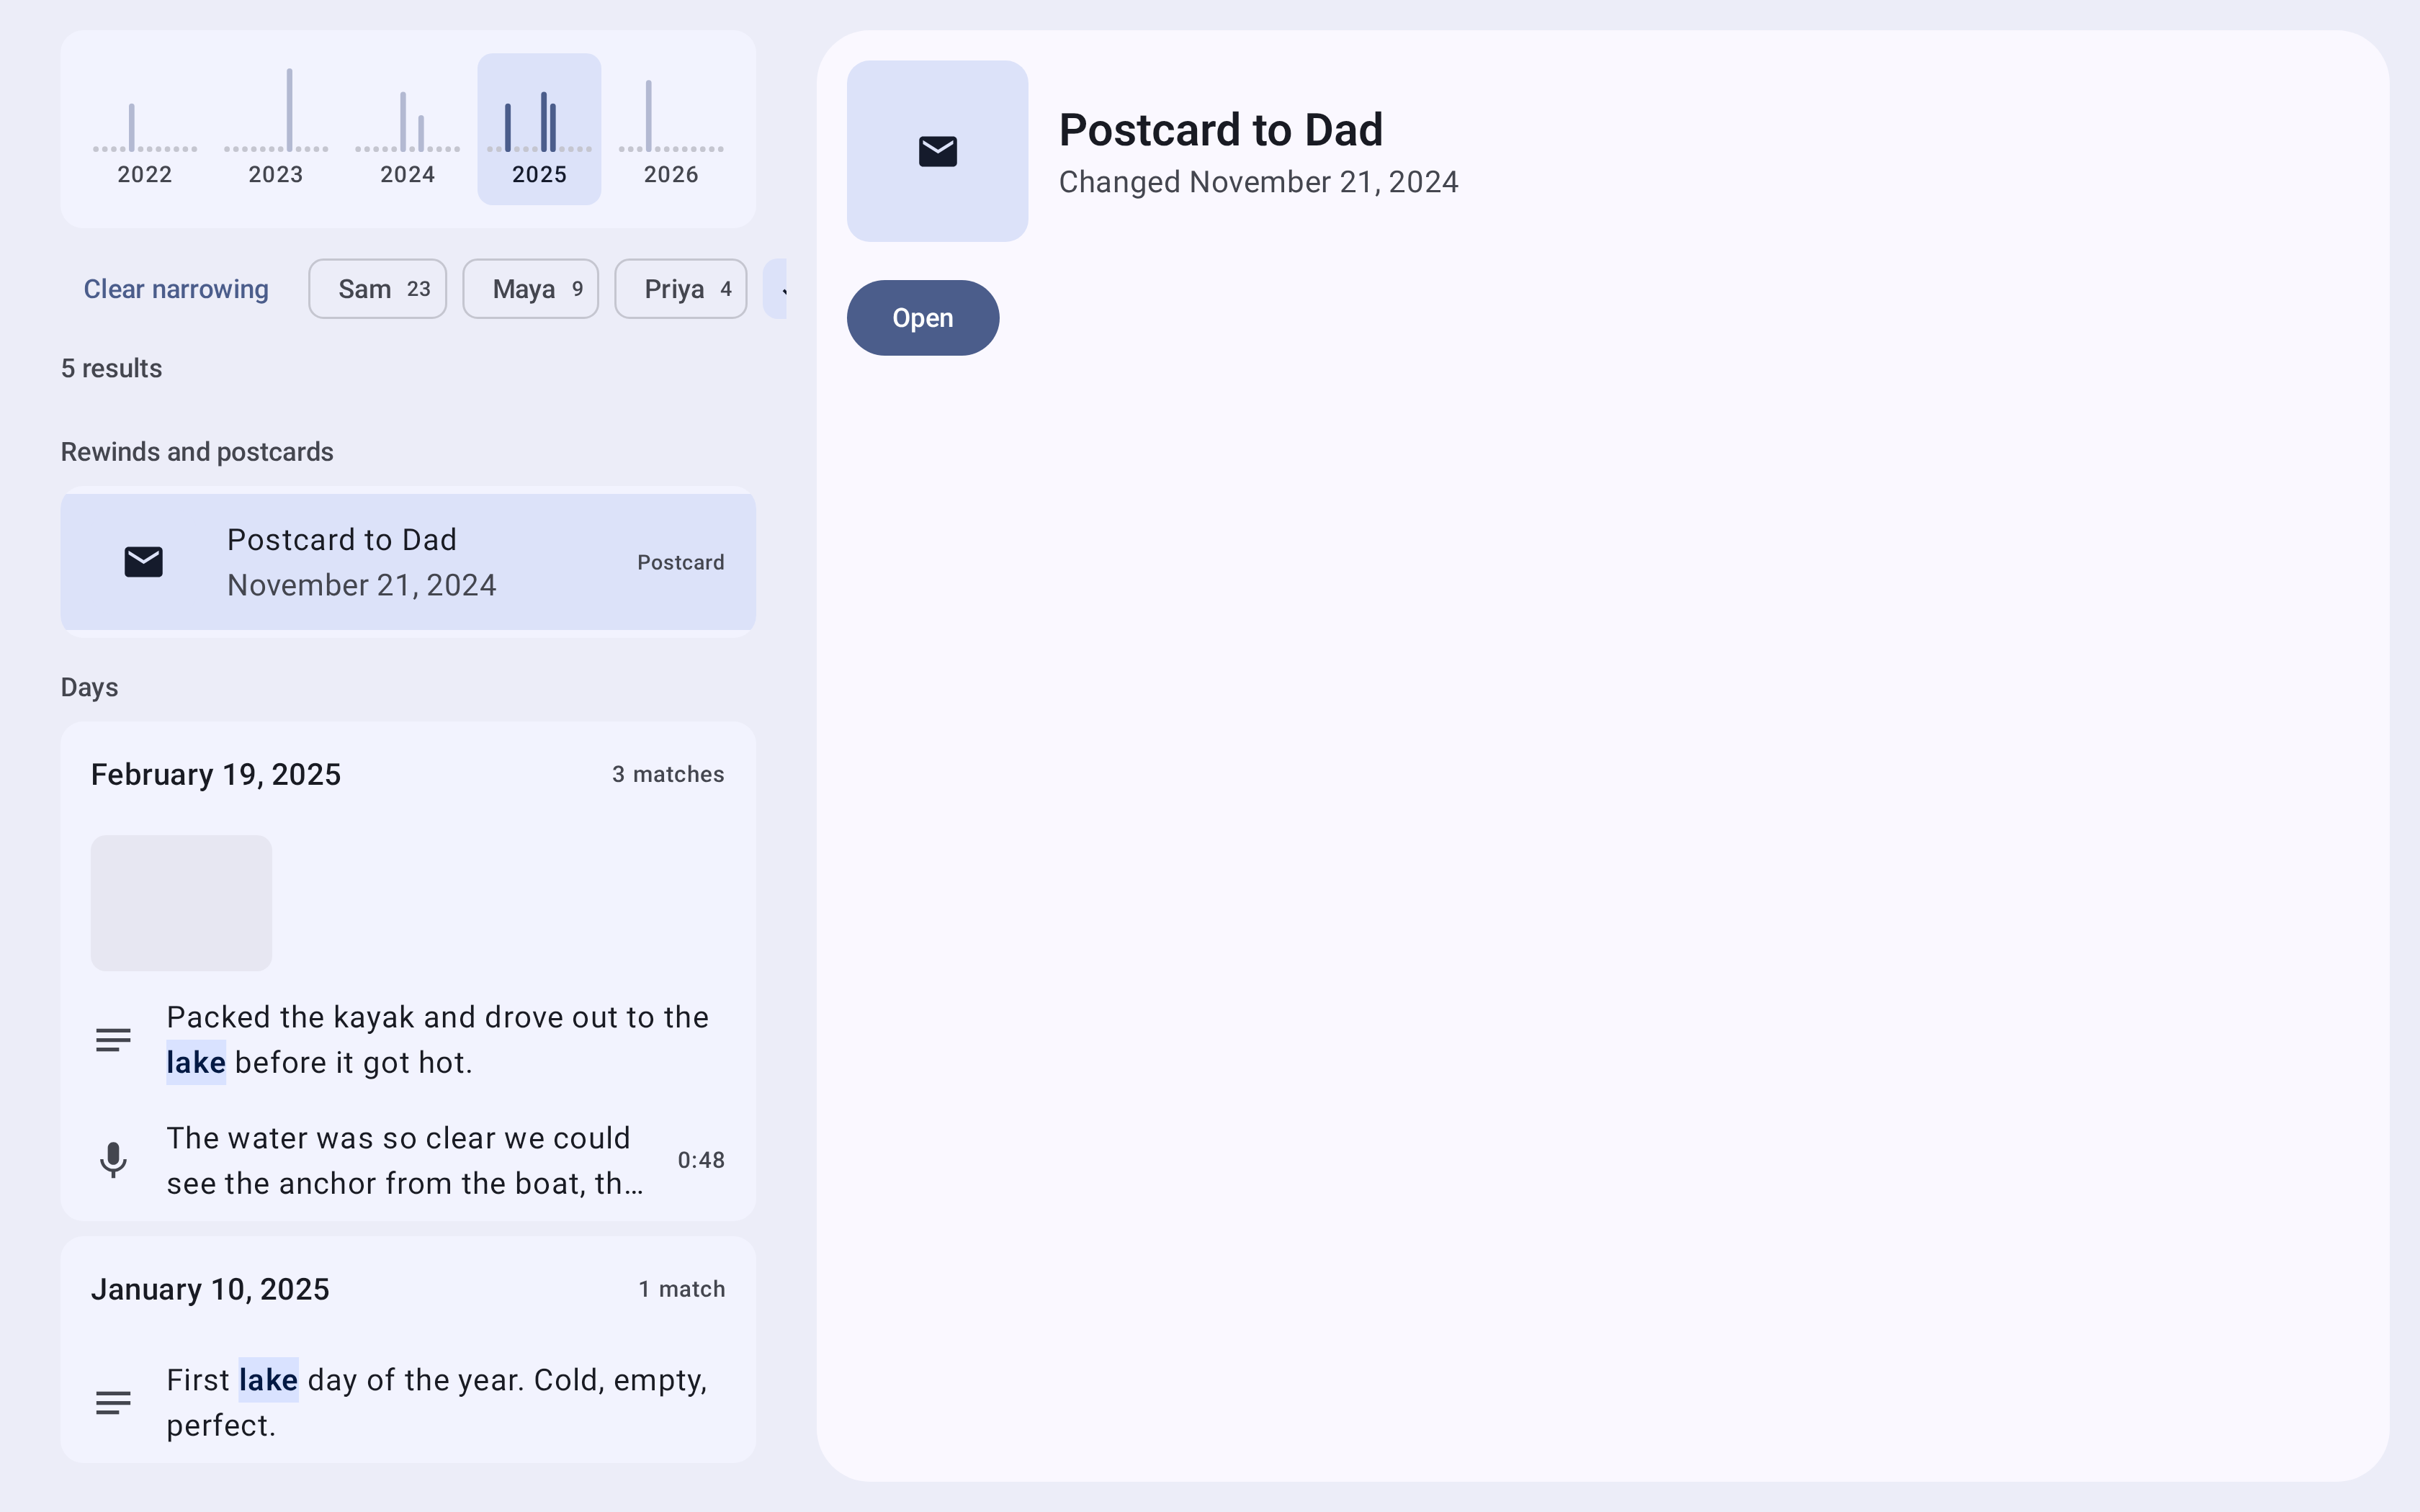 2022
2023
2024
2025
2026
Clear narrowing
Sam 23
Maya 9
Priya 4
5 results
Rewinds and postcards
Postcard to Dad
November 21, 2024
Postcard
Days
February 19, 2025
3 matches
Packed the kayak and drove out to the
lake before it got hot.
The water was so clear we could
see the anchor from the boat, th…
0:48
January 10, 2025
1 match
First lake day of the year. Cold, empty,
perfect.
Postcard to Dad
Changed November 21, 2024
Open